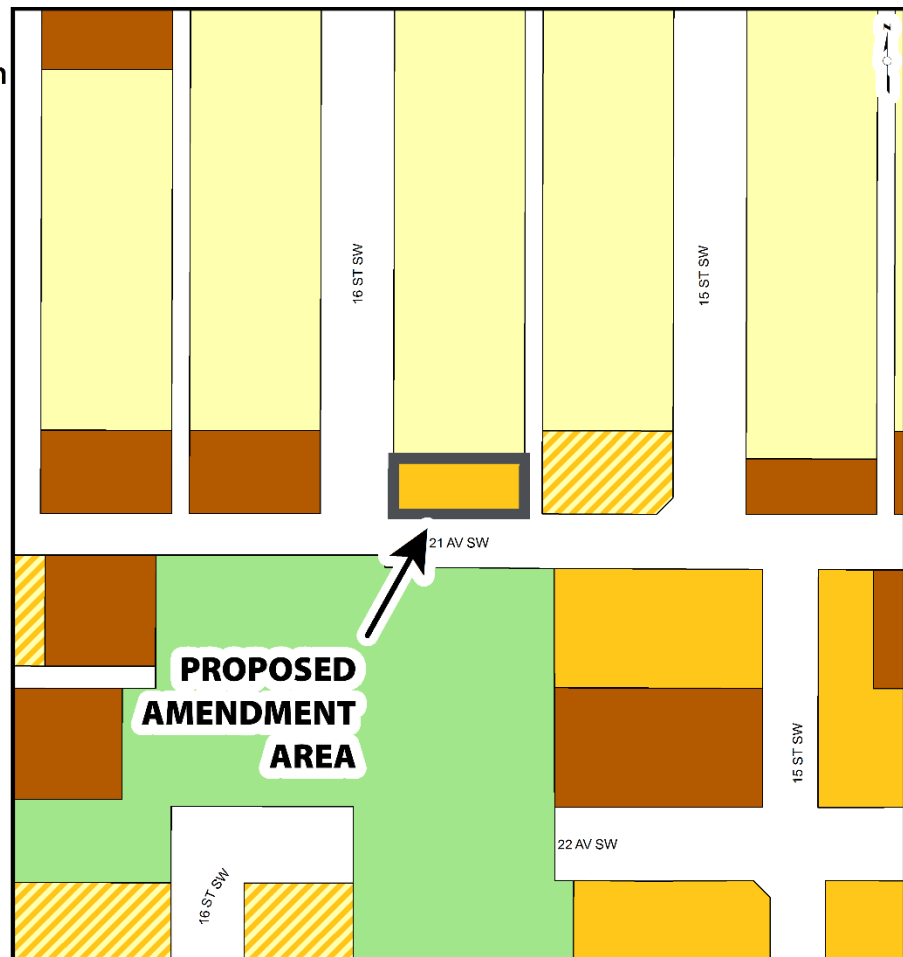 n
16 ST SW
15 ST SW
21 AV SW
PROPOSED
AMENDMENT
AREA
15 ST SW
22 AV SW
16 ST SW